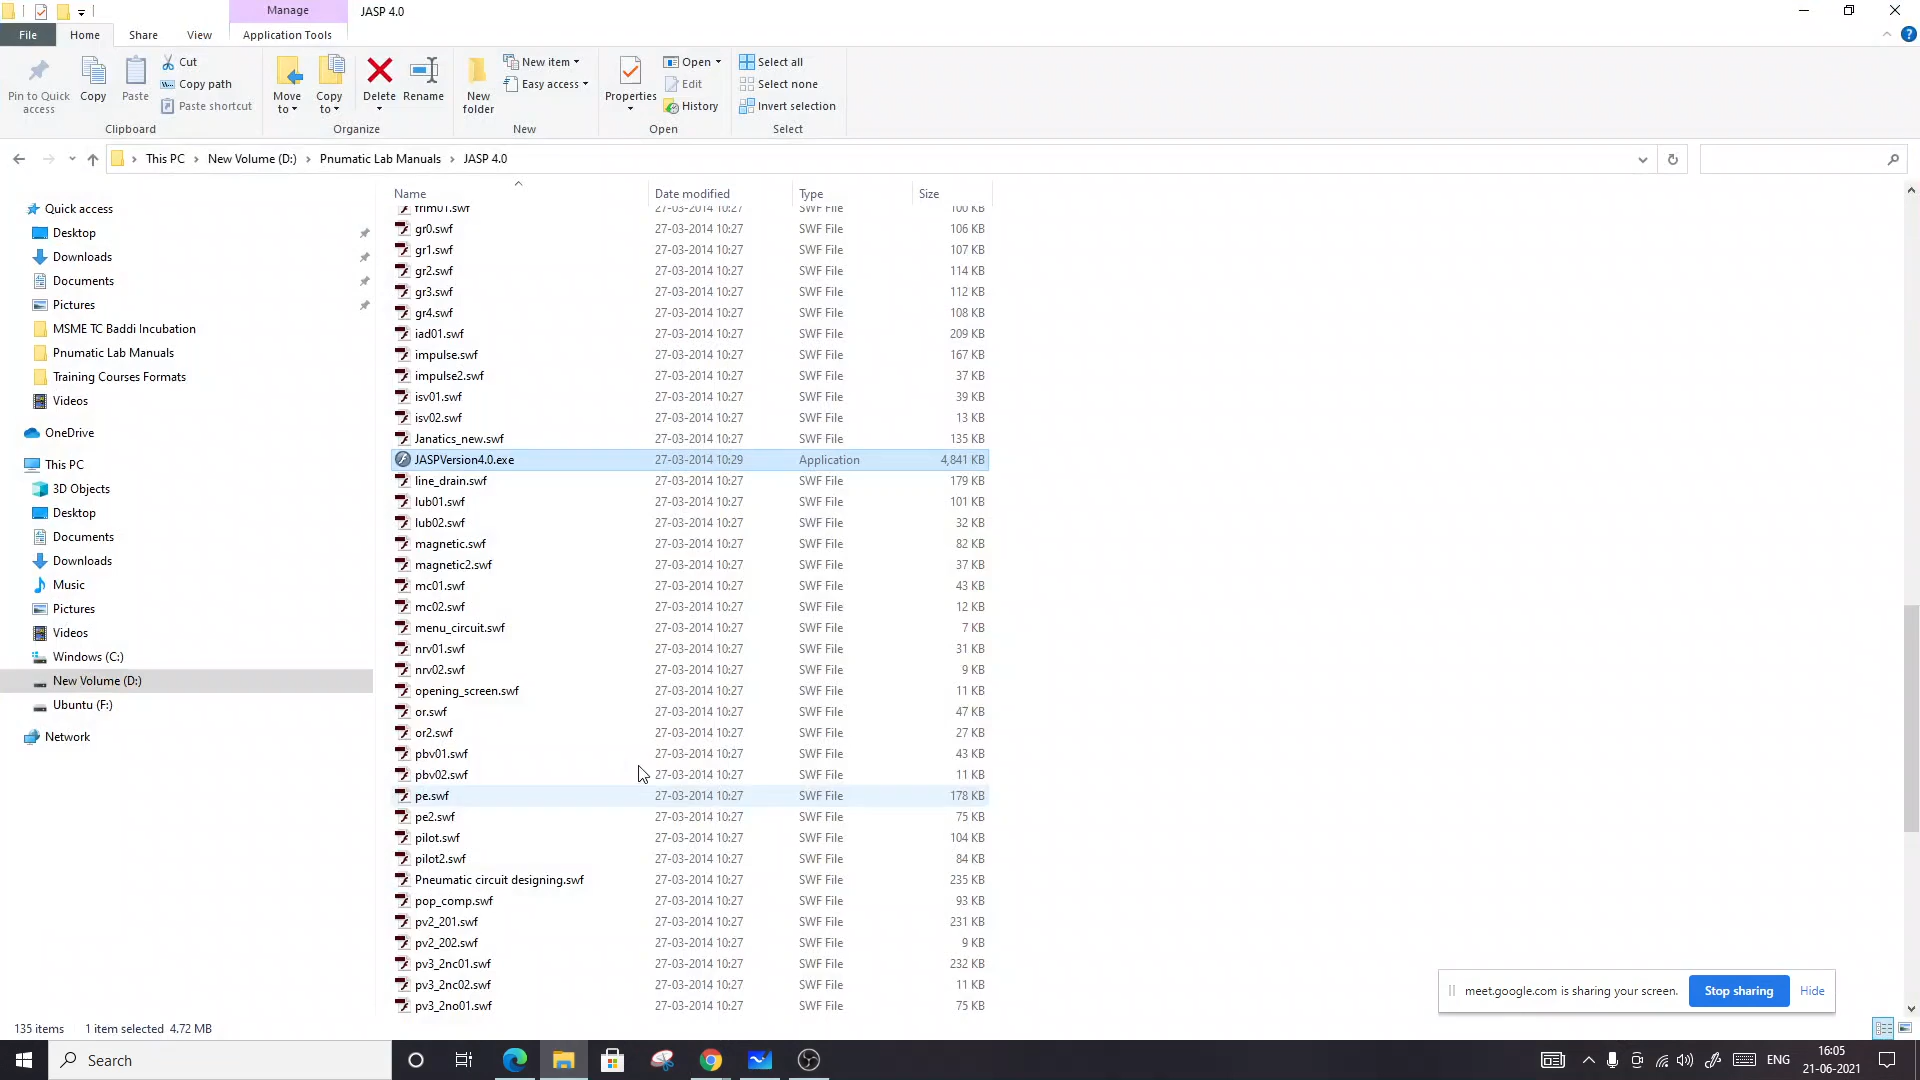 Manage
JASP 4.0
File
Home
Share
View
Application Tools
Pin to Quick access
Copy
Paste
Cut
Copy path
Paste shortcut
Clipboard
Move to
Copy to
Delete
Rename
Organize
New folder
New item
Easy access
New
Properties
Open
Edit
History
Open
Select all
Select none
Invert selection
Select
This PC
New Volume (D:)
Pnumatic Lab Manuals
JASP 4.0
Quick access
Desktop
Downloads
Documents
Pictures
MSME TC Baddi Incubation
Pnumatic Lab Manuals
Training Courses Formats
Videos
OneDrive
This PC
3D Objects
Desktop
Documents
Downloads
Music
Pictures
Videos
Windows (C:)
New Volume (D:)
Ubuntu (F:)
Network
Name Date modified Type Size
frlm01.swf 27-03-2014 10:27 SWF File 100 KB
gr0.swf 27-03-2014 10:27 SWF File 106 KB
gr1.swf 27-03-2014 10:27 SWF File 107 KB
gr2.swf 27-03-2014 10:27 SWF File 114 KB
gr3.swf 27-03-2014 10:27 SWF File 112 KB
gr4.swf 27-03-2014 10:27 SWF File 108 KB
iad01.swf 27-03-2014 10:27 SWF File 209 KB
impulse.swf 27-03-2014 10:27 SWF File 167 KB
impulse2.swf 27-03-2014 10:27 SWF File 37 KB
isv01.swf 27-03-2014 10:27 SWF File 39 KB
isv02.swf 27-03-2014 10:27 SWF File 13 KB
Janatics_new.swf 27-03-2014 10:27 SWF File 135 KB
JASPVersion4.0.exe 27-03-2014 10:29 Application 4,841 KB
line_drain.swf 27-03-2014 10:27 SWF File 179 KB
lub01.swf 27-03-2014 10:27 SWF File 101 KB
lub02.swf 27-03-2014 10:27 SWF File 32 KB
magnetic.swf 27-03-2014 10:27 SWF File 82 KB
magnetic2.swf 27-03-2014 10:27 SWF File 37 KB
mc01.swf 27-03-2014 10:27 SWF File 43 KB
mc02.swf 27-03-2014 10:27 SWF File 12 KB
menu_circuit.swf 27-03-2014 10:27 SWF File 7 KB
nrv01.swf 27-03-2014 10:27 SWF File 31 KB
nrv02.swf 27-03-2014 10:27 SWF File 9 KB
opening_screen.swf 27-03-2014 10:27 SWF File 11 KB
or.swf 27-03-2014 10:27 SWF File 47 KB
or2.swf 27-03-2014 10:27 SWF File 27 KB
pbv01.swf 27-03-2014 10:27 SWF File 43 KB
pbv02.swf 27-03-2014 10:27 SWF File 11 KB
pe.swf 27-03-2014 10:27 SWF File 178 KB
pe2.swf 27-03-2014 10:27 SWF File 75 KB
pilot.swf 27-03-2014 10:27 SWF File 104 KB
pilot2.swf 27-03-2014 10:27 SWF File 84 KB
Pneumatic circuit designing.swf 27-03-2014 10:27 SWF File 235 KB
pop_comp.swf 27-03-2014 10:27 SWF File 93 KB
pv2_201.swf 27-03-2014 10:27 SWF File 231 KB
pv2_202.swf 27-03-2014 10:27 SWF File 9 KB
pv3_2nc01.swf 27-03-2014 10:27 SWF File 232 KB
pv3_2nc02.swf 27-03-2014 10:27 SWF File 11 KB
pv3_2no01.swf 27-03-2014 10:27 SWF File 75 KB
meet.google.com is sharing your screen. Stop sharing Hide
135 items 1 item selected 4.72 MB
Search
ENG
16:05
21-06-2021